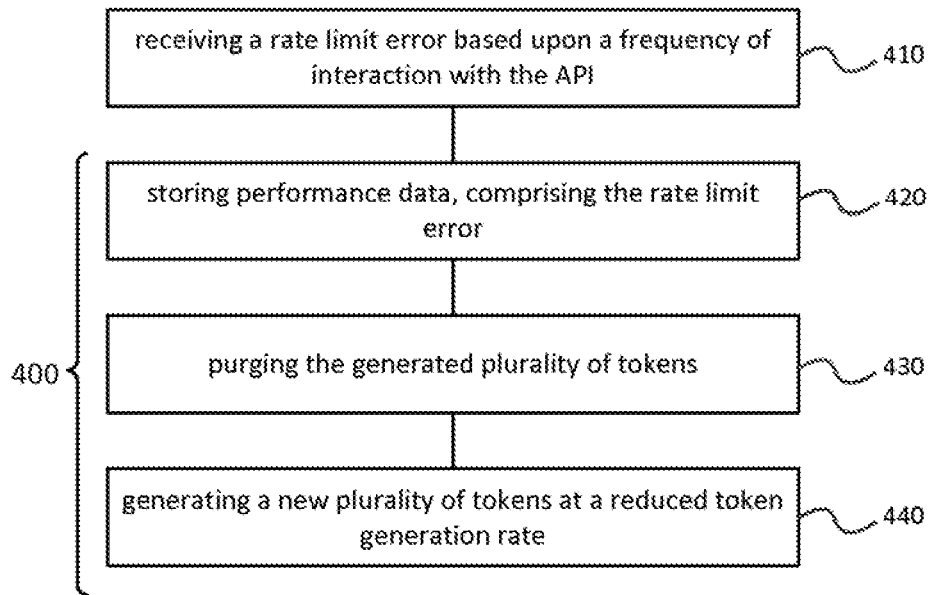 receiving a rate limit error based upon a frequency of
interaction with the API
410
storing performance data, comprising the rate limit
error
420
400
purging the generated plurality of tokens
430
generating a new plurality of tokens at a reduced token
generation rate
440